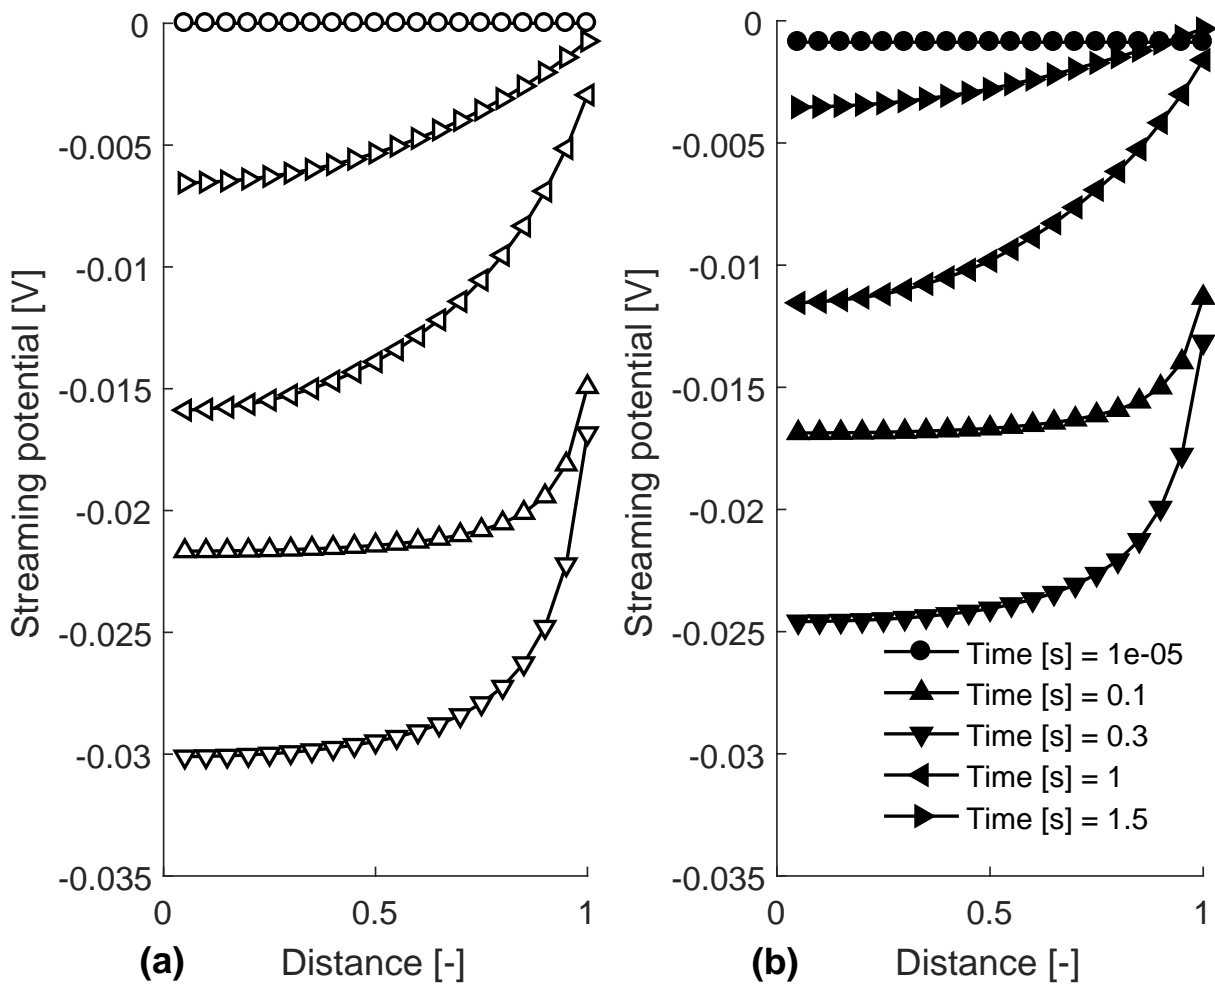 0
-0.005
-0.01
-0.015
-0.02
-0.025
-0.03
-0.035
0
0.5
1
Streaming potential [V]
(a)
Distance [-]
0
-0.005
-0.01
-0.015
-0.02
-0.025
-0.03
-0.035
0
0.5
1
Streaming potential [V]
Time [s] = 1e-05
Time [s] = 0.1
Time [s] = 0.3
Time [s] = 1
Time [s] = 1.5
(b)
Distance [-]